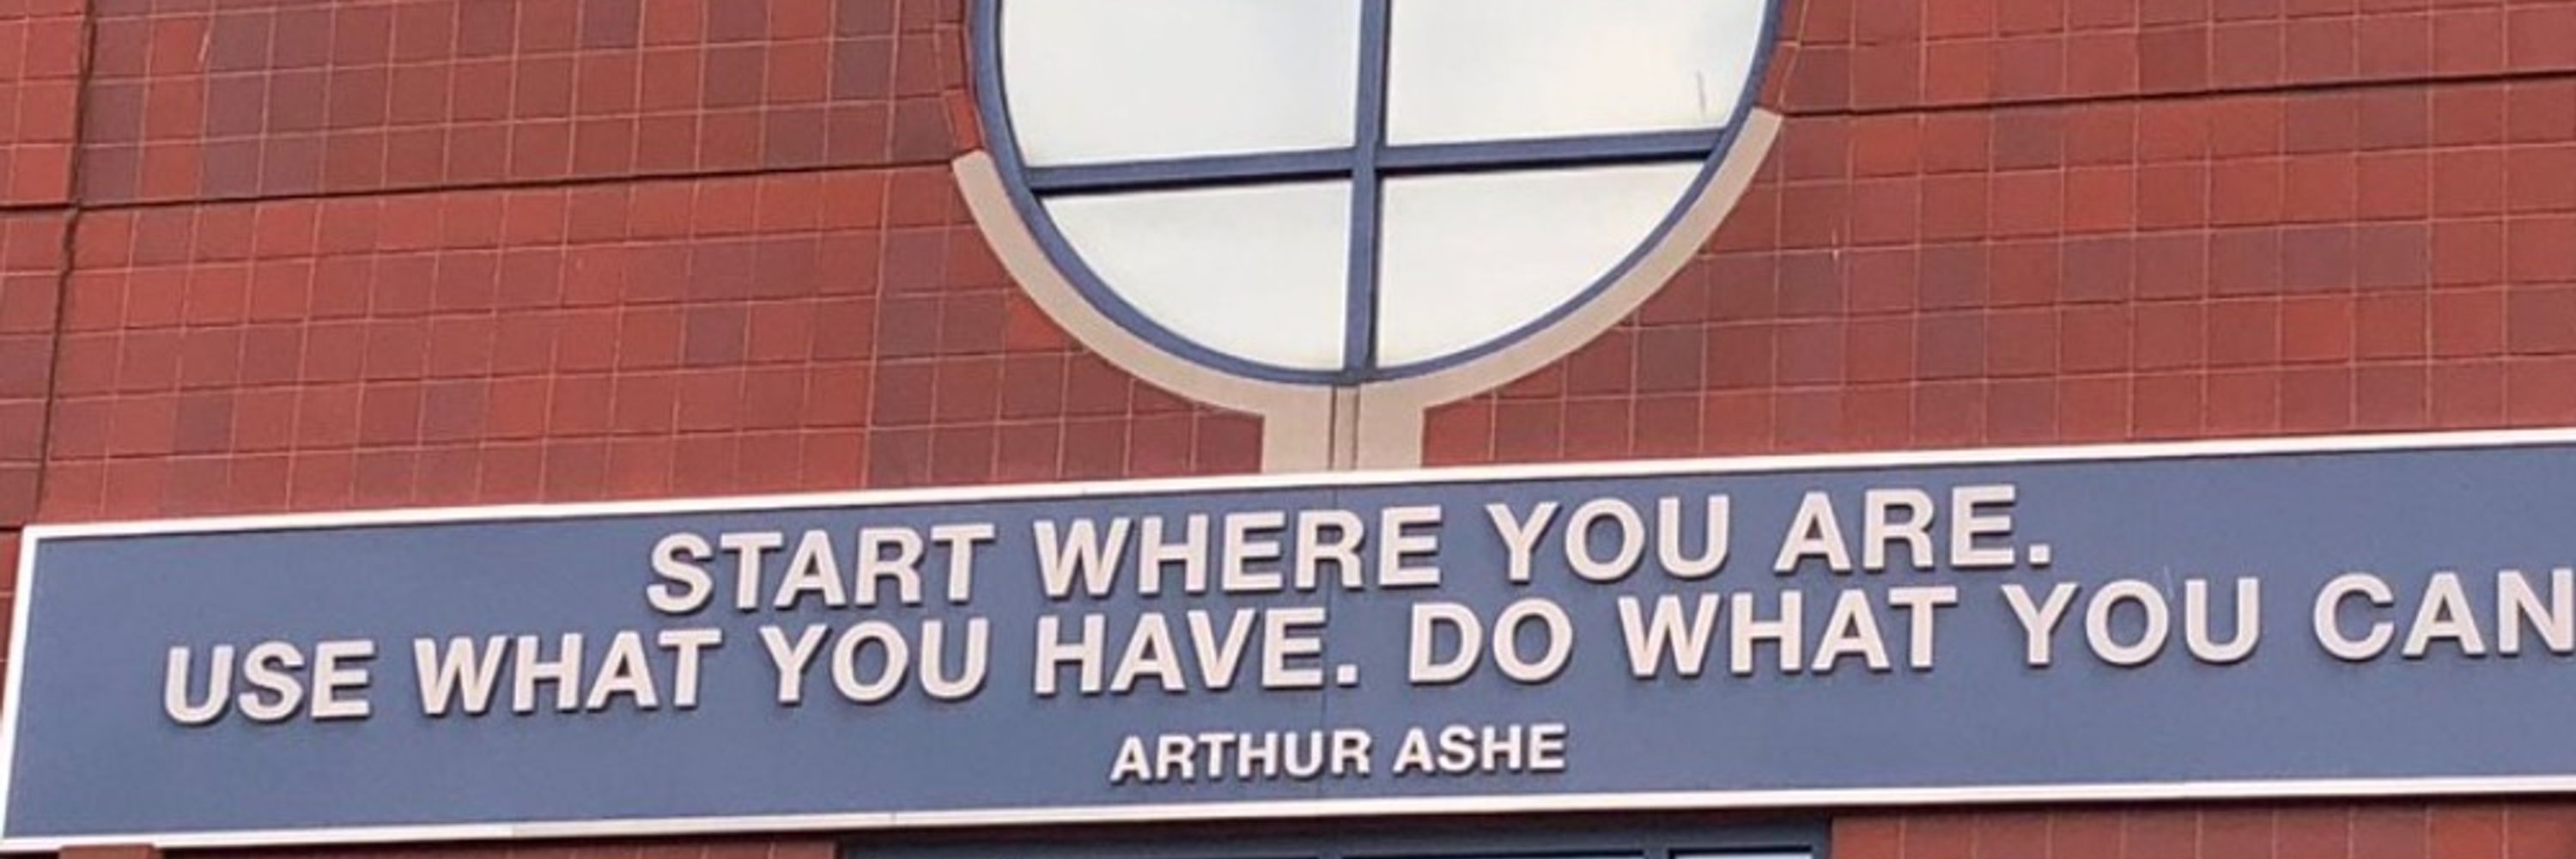 START WHERE YOU ARE.
USE WHAT YOU HAVE. DO WHAT YOU CAN
ARTHUR ASHE